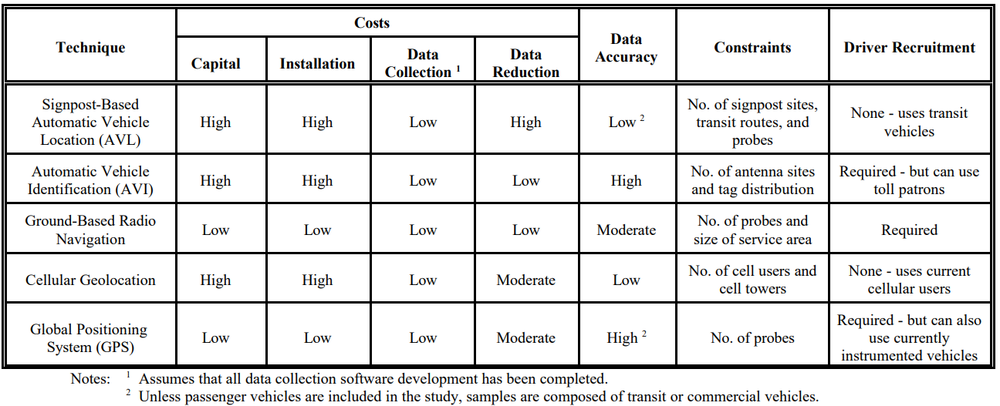 Technique
Costs
Data
Accuracy
Constraints
Driver Recruitment
Capital
Installation
Data
Collection 1
Data
Reduction
Signpost-Based
Automatic Vehicle
Location (AVL)
High
High
Low
High
Low 2
No. of signpost sites,
transit routes, and
probes
None - uses transit
vehicles
Automatic Vehicle
Identification (AVI)
High
High
Low
Low
High
No. of antenna sites
and tag distribution
Required - but can use
toll patrons
Ground-Based Radio
Navigation
Low
Low
Low
Low
Moderate
No. of probes and
size of service area
Required
Cellular Geolocation
High
High
Low
Moderate
Low
No. of cell users and
cell towers
None - uses current
cellular users
Global Positioning
System (GPS)
Low
Low
Low
Moderate
High 2
No. of probes
Required - but can also
use currently
instrumented vehicles
Notes: 1 Assumes that all data collection software development has been completed.
2 Unless passenger vehicles are included in the study, samples are composed of transit or commercial vehicles.